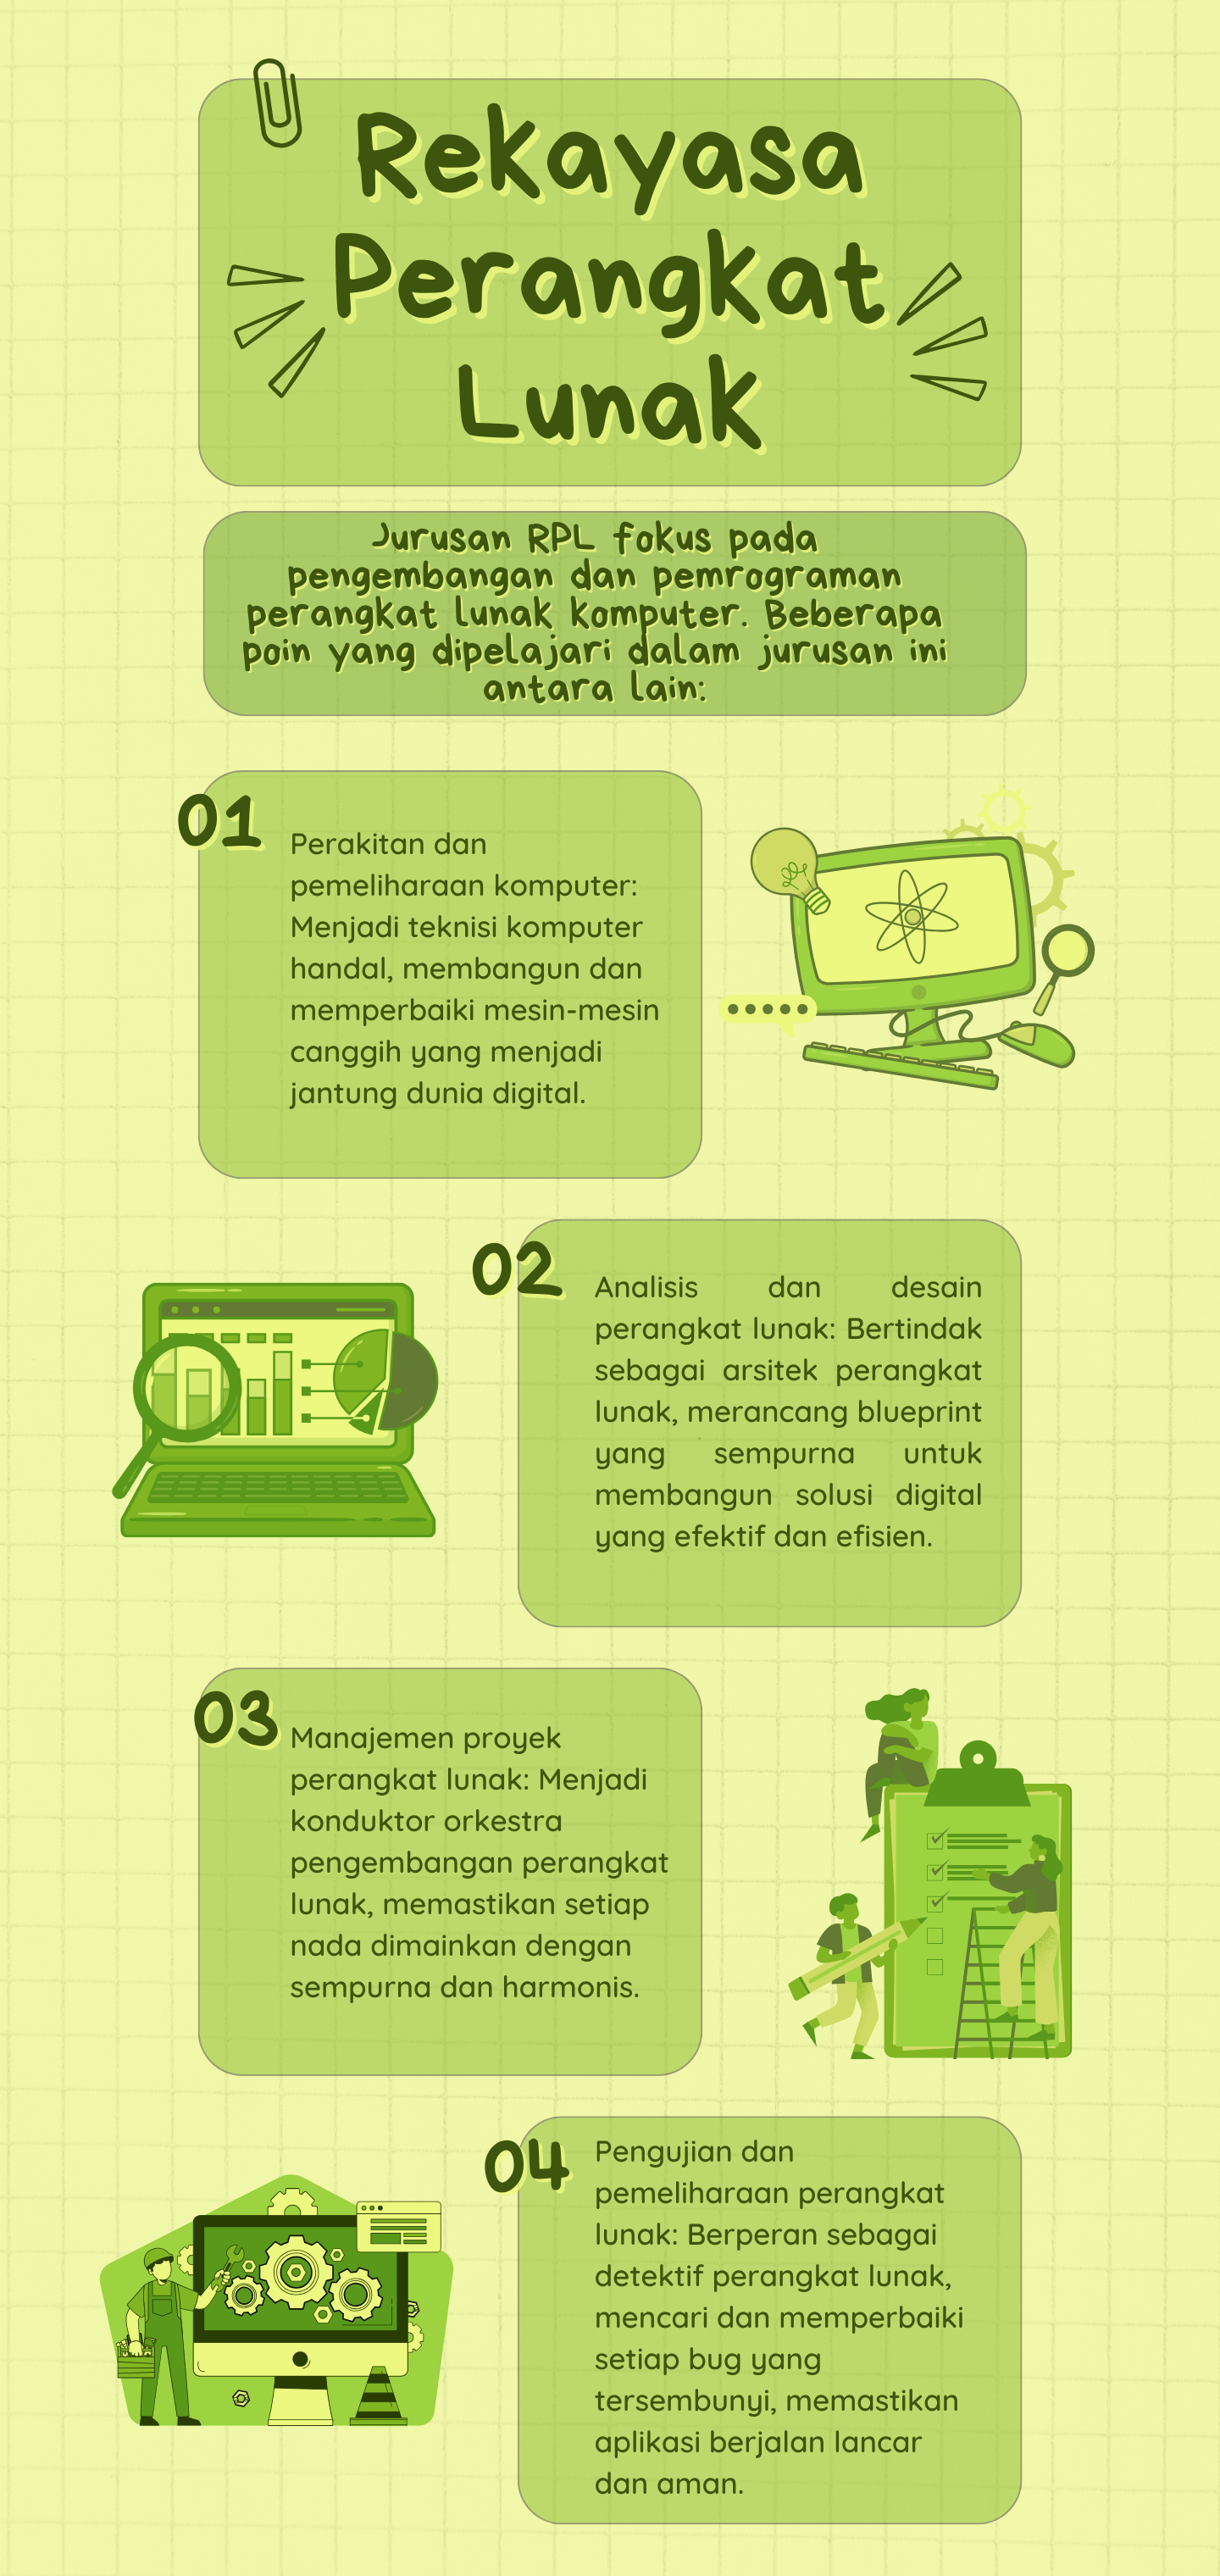 Rekayasa
Perangkat
Lunak
Jurusan RPL fokus pada
pengembangan dan pemrograman
perangkat lunak komputer. Beberapa
poin yang dipelajari dalam jurusan ini
antara lain:
01
Perakitan dan
pemeliharaan komputer:
Menjadi teknisi komputer
handal, membangun dan
memperbaiki mesin-mesin
canggih yang menjadi
jantung dunia digital.
02
Analisis dan desain
perangkat lunak: Bertindak
sebagai arsitek perangkat
lunak, merancang blueprint
yang sempurna untuk
membangun solusi digital
yang efektif dan efisien.
03
Manajemen proyek
perangkat lunak: Menjadi
konduktor orkestra
pengembangan perangkat
lunak, memastikan setiap
nada dimainkan dengan
sempurna dan harmonis.
04
Pengujian dan
pemeliharaan perangkat
lunak: Berperan sebagai
detektif perangkat lunak,
mencari dan memperbaiki
setiap bug yang
tersembunyi, memastikan
aplikasi berjalan lancar
dan aman.